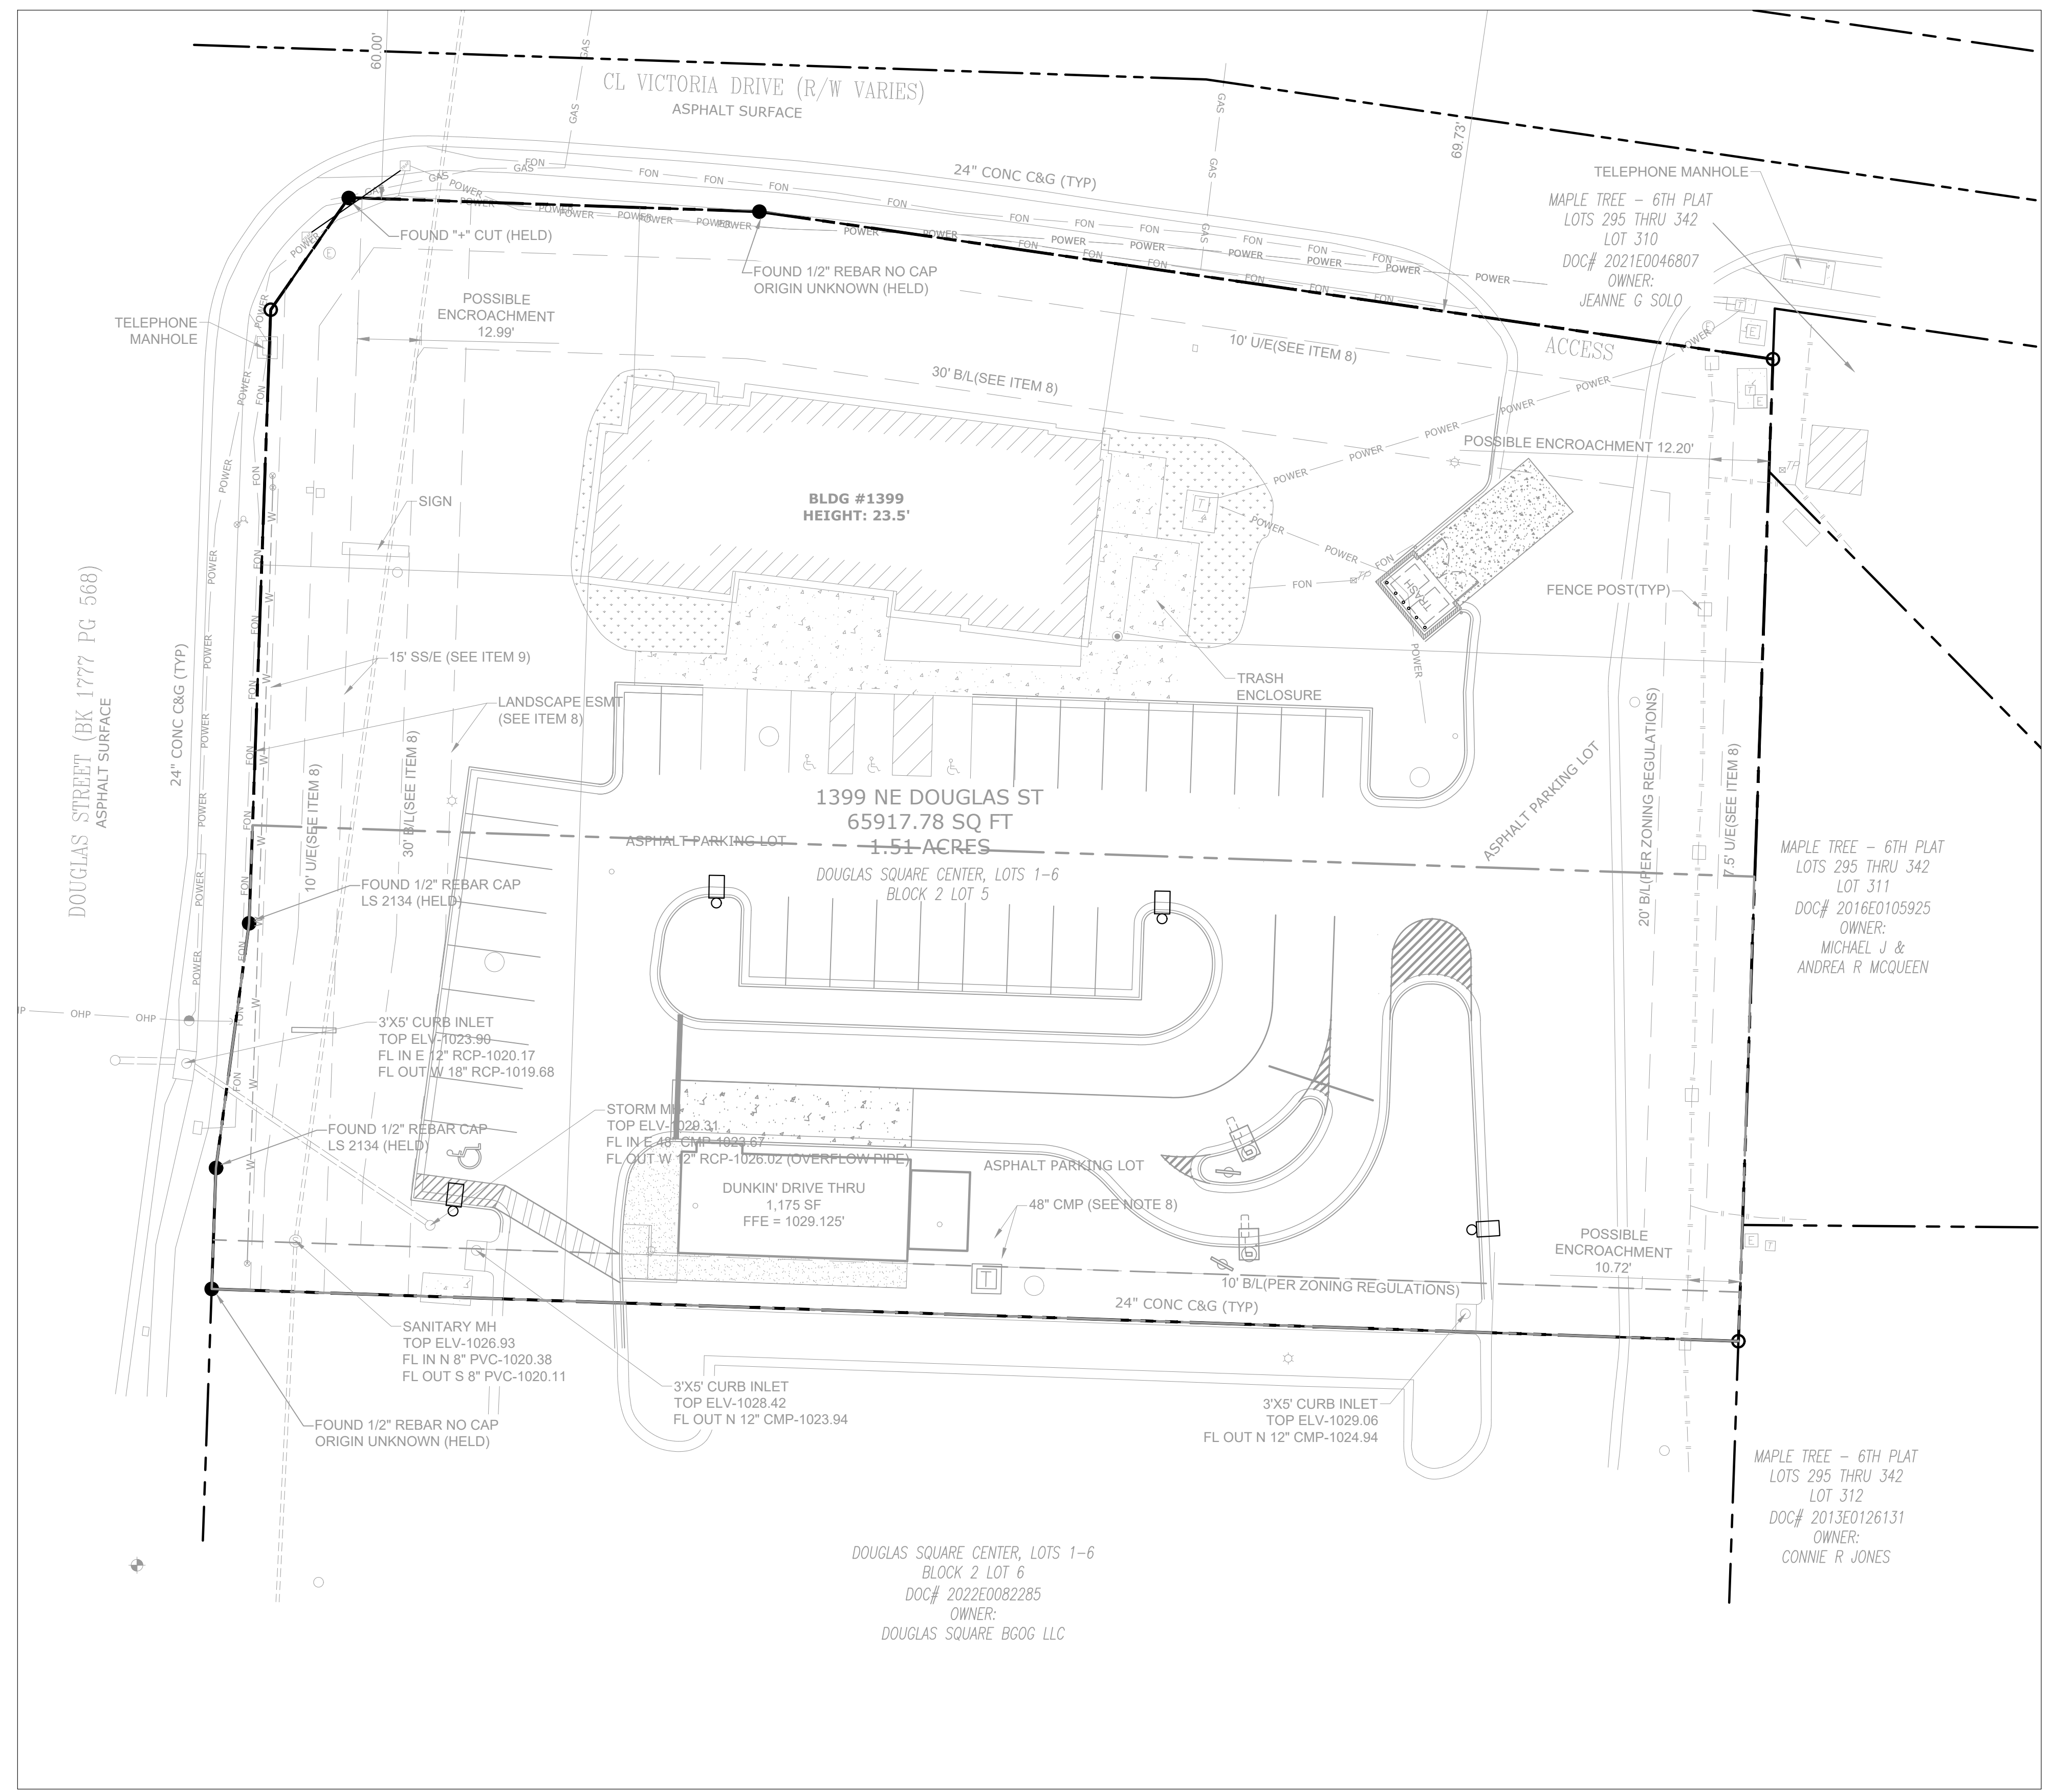 60.00'
CL VICTORIA DRIVE (R/W VARIES)
ASPHALT SURFACE
24" CONC C&G (TYP)
69.73'
TELEPHONE MANHOLE
MAPLE TREE - 6TH PLAT
LOTS 295 THRU 342
LOT 310
DOC# 2021E0046807
OWNER:
JEANNE G SOLO
FOUND "+" CUT (HELD)
FOUND 1/2" REBAR NO CAP
ORIGIN UNKNOWN (HELD)
POSSIBLE
ENCROACHMENT
12.99'
TELEPHONE
MANHOLE
10' U/E(SEE ITEM 8)
ACCESS
30' B/L(SEE ITEM 8)
POSSIBLE ENCROACHMENT 12.20'
BLDG #1399
HEIGHT: 23.5'
SIGN
TRASH
FENCE POST(TYP)
DOUGLAS STREET (BK 1777 PG 568)
ASPHALT SURFACE
24" CONC C&G (TYP)
15' SS/E (SEE ITEM 9)
LANDSCAPE ESMT
(SEE ITEM 8)
TRASH
ENCLOSURE
10' U/E(SEE ITEM 8)
30' B/L(SEE ITEM 8)
1399 NE DOUGLAS ST
65917.78 SQ FT
1.51 ACRES
ASPHALT PARKING LOT
DOUGLAS SQUARE CENTER, LOTS 1-6
BLOCK 2 LOT 5
ASPHALT PARKING LOT
20' B/L(PER ZONING REGULATIONS)
7.5' U/E(SEE ITEM 8)
MAPLE TREE - 6TH PLAT
LOTS 295 THRU 342
LOT 311
DOC# 2016E0105925
OWNER:
MICHAEL J &
ANDREA R MCQUEEN
FOUND 1/2" REBAR CAP
LS 2134 (HELD)
OHP
OHP
3'X5' CURB INLET
TOP ELV-1023.90
FL IN E 12" RCP-1020.17
FL OUT W 18" RCP-1019.68
FOUND 1/2" REBAR CAP
LS 2134 (HELD)
STORM MH
TOP ELV-1029.31
FL IN E 48" CMP-1023.67
FL OUT W 12" RCP-1026.02 (OVERFLOW PIPE)
ASPHALT PARKING LOT
DUNKIN' DRIVE THRU
1,175 SF
FFE = 1029.125'
48" CMP (SEE NOTE 8)
T
POSSIBLE
ENCROACHMENT
10.72'
10' B/L(PER ZONING REGULATIONS)
24" CONC C&G (TYP)
SANITARY MH
TOP ELV-1026.93
FL IN N 8" PVC-1020.38
FL OUT S 8" PVC-1020.11
3'X5' CURB INLET
TOP ELV-1028.42
FL OUT N 12" CMP-1023.94
3'X5' CURB INLET
TOP ELV-1029.06
FL OUT N 12" CMP-1024.94
FOUND 1/2" REBAR NO CAP
ORIGIN UNKNOWN (HELD)
MAPLE TREE - 6TH PLAT
LOTS 295 THRU 342
LOT 312
DOC# 2013E0126131
OWNER:
CONNIE R JONES
DOUGLAS SQUARE CENTER, LOTS 1-6
BLOCK 2 LOT 6
DOC# 2022E0082285
OWNER:
DOUGLAS SQUARE BGOG LLC